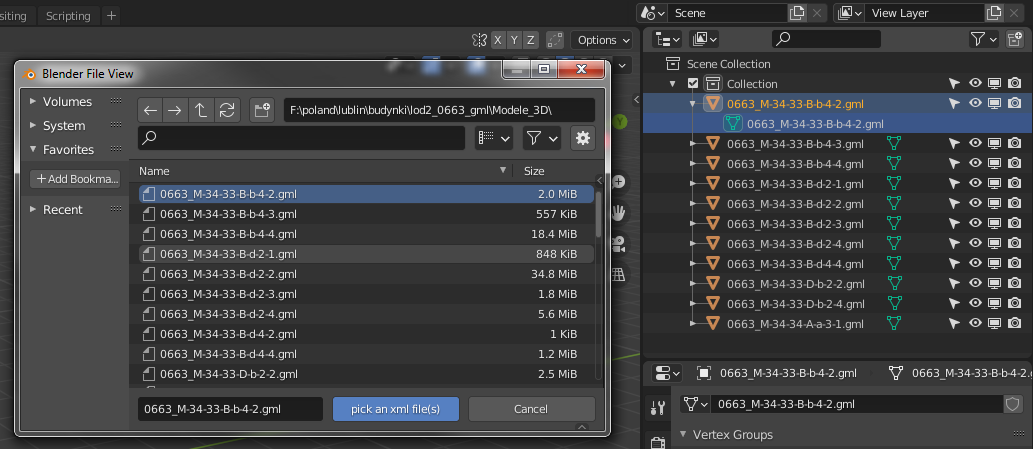 siting Scripting +
Scene View Layer
X Y Z Options
Blender File View
Volumes
System
Favorites
+ Add Bookma...
Recent
F:\poland\lublin\budynki\lod2_0663_gml\Modele_3D\
Name Size
0663_M-34-33-B-b-4-2.gml 2.0 MiB
0663_M-34-33-B-b-4-3.gml 557 KiB
0663_M-34-33-B-b-4-4.gml 18.4 MiB
0663_M-34-33-B-d-2-1.gml 848 KiB
0663_M-34-33-B-d-2-2.gml 34.8 MiB
0663_M-34-33-B-d-2-3.gml 1.8 MiB
0663_M-34-33-B-d-2-4.gml 5.6 MiB
0663_M-34-33-B-d-4-2.gml 1 KiB
0663_M-34-33-B-d-4-4.gml 1.2 MiB
0663_M-34-33-D-b-2-2.gml 2.5 MiB
0663_M-34-33-B-b-4-2.gml pick an xml file(s) Cancel
Scene Collection
Collection
0663_M-34-33-B-b-4-2.gml
0663_M-34-33-B-b-4-2.gml
0663_M-34-33-B-b-4-3.gml
0663_M-34-33-B-b-4-4.gml
0663_M-34-33-B-d-2-1.gml
0663_M-34-33-B-d-2-2.gml
0663_M-34-33-B-d-2-3.gml
0663_M-34-33-B-d-2-4.gml
0663_M-34-33-B-d-4-4.gml
0663_M-34-33-D-b-2-2.gml
0663_M-34-33-D-b-2-4.gml
0663_M-34-34-A-a-3-1.gml
0663_M-34-33-B-b-4-2.gml 0663_M-34-33-B-b-4-2.g
0663_M-34-33-B-b-4-2.gml
Vertex Groups